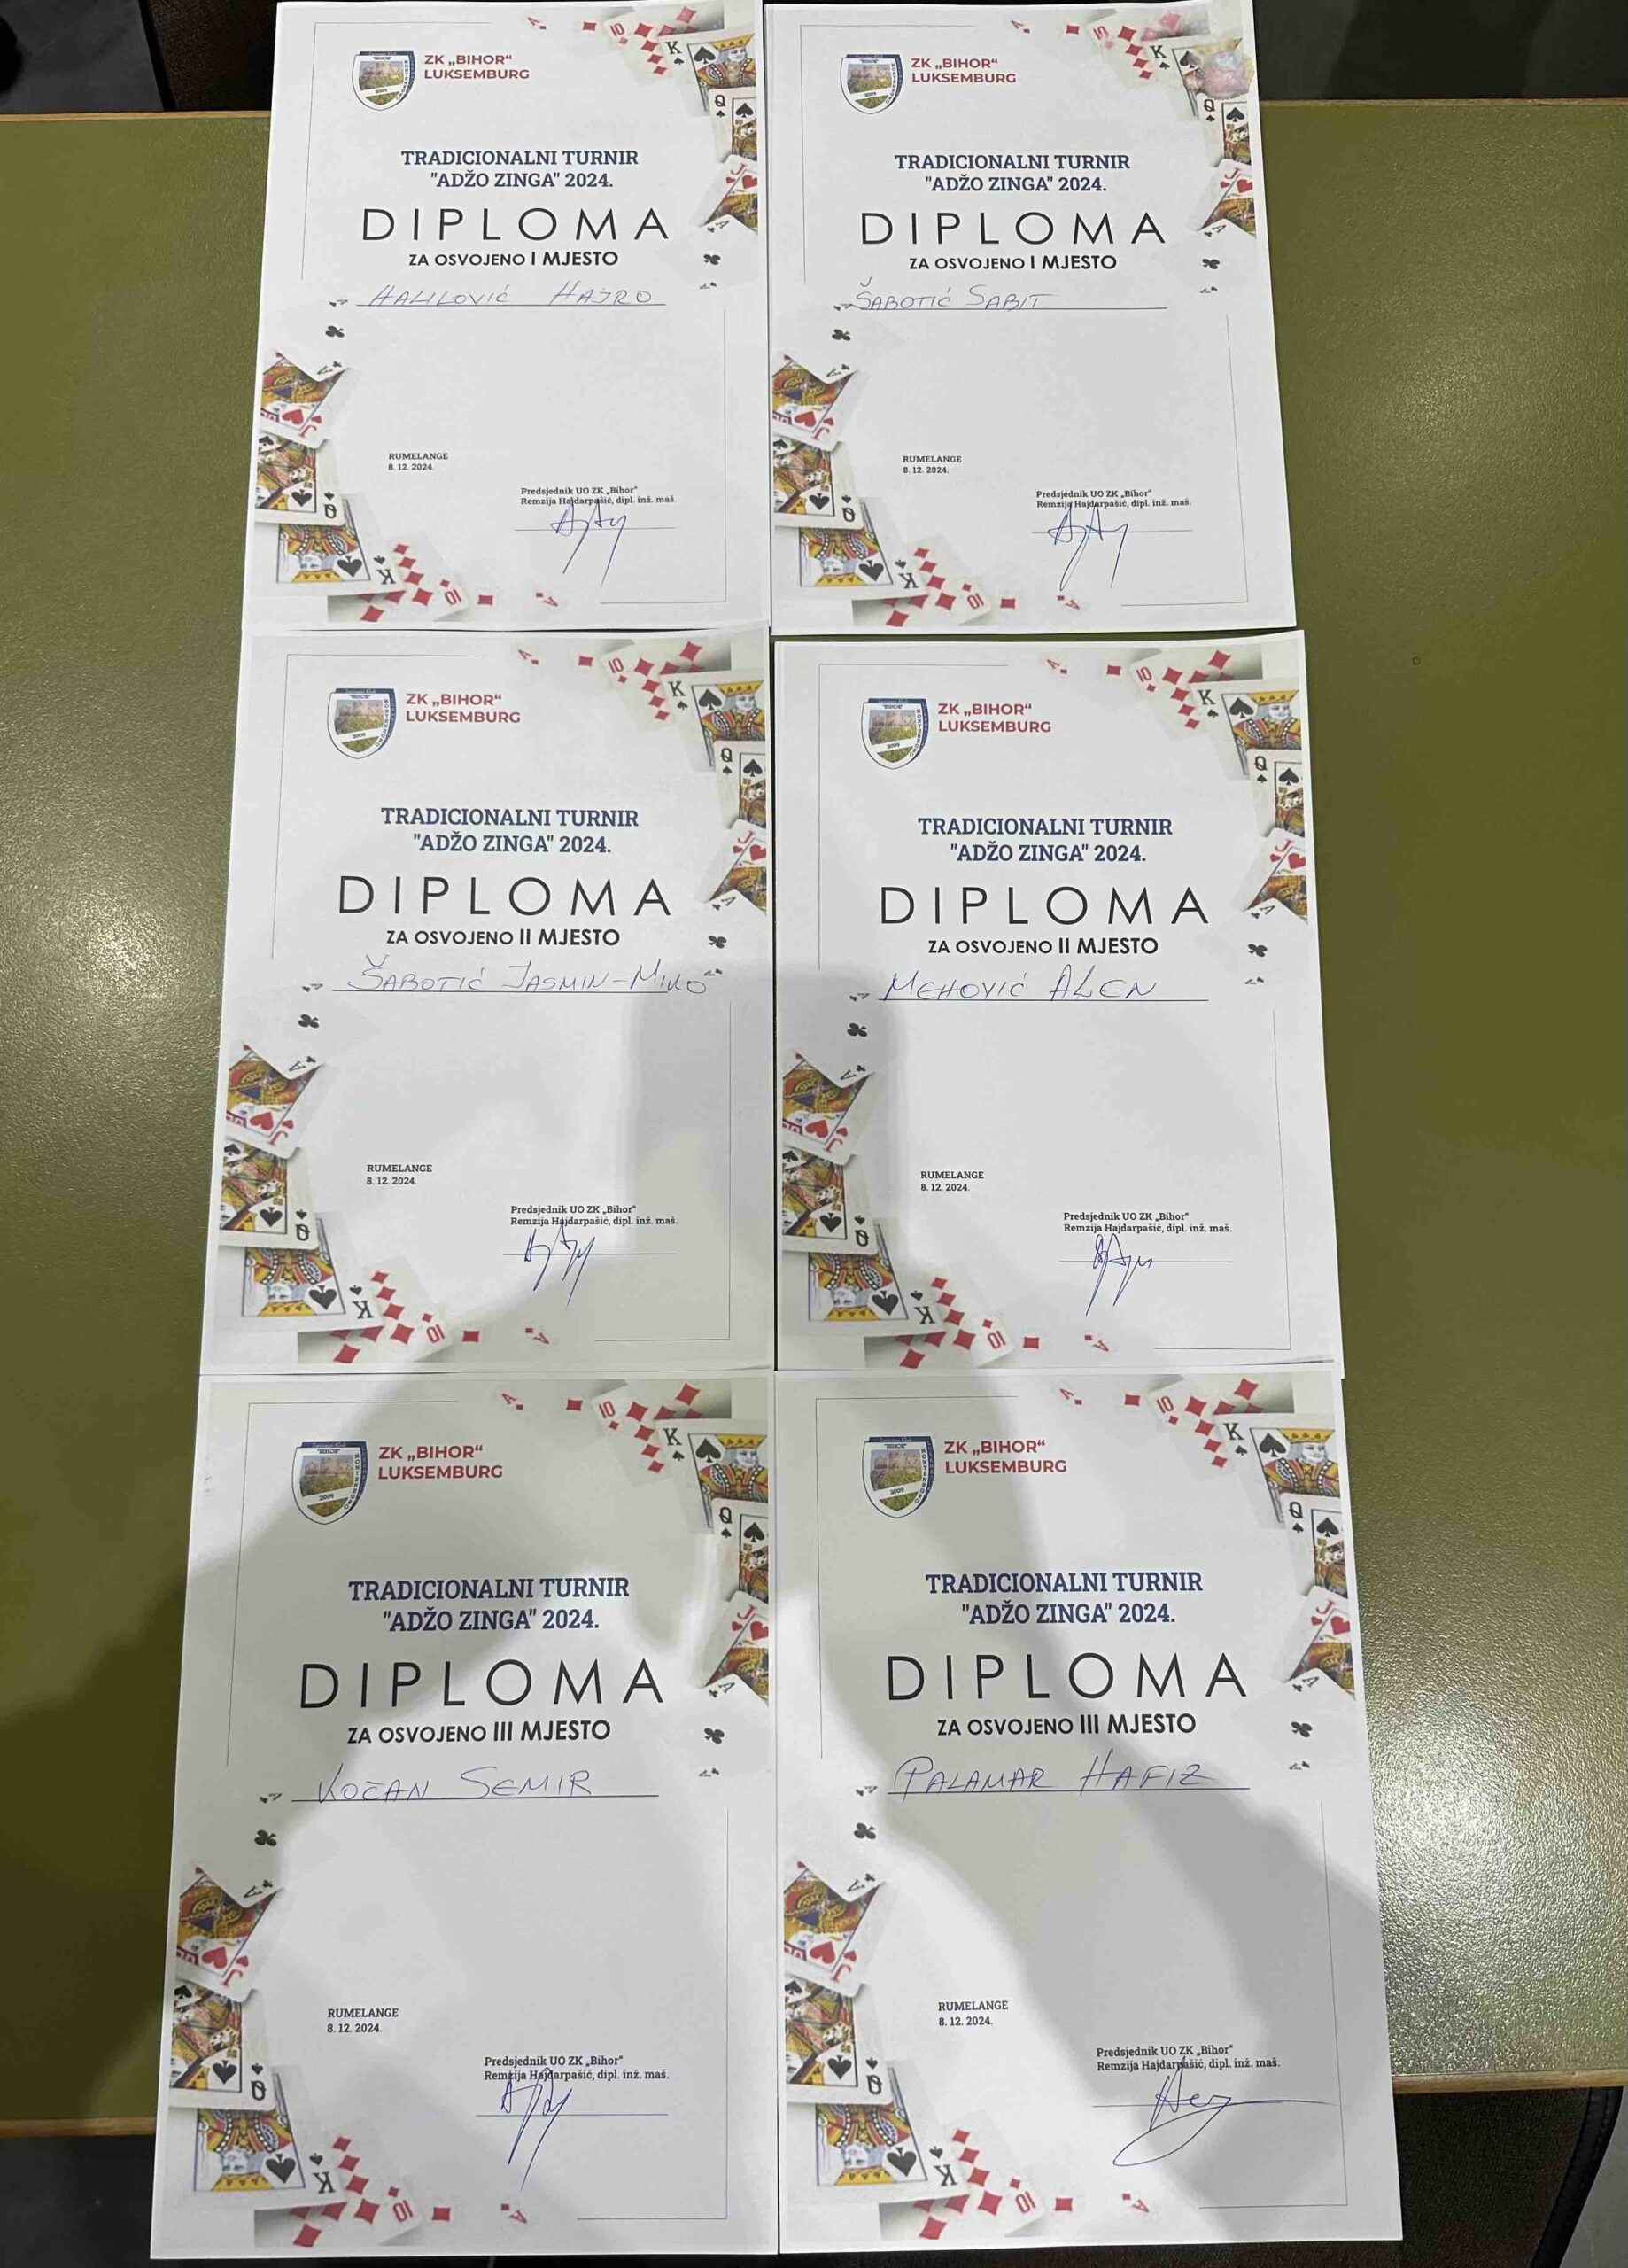 ZK „BIHOR“
LUKSEMBURG
TRADICIONALNI TURNIR
"ADŽO ZINGA" 2024.
DIPLOMA
ZA OSVOJENO I MJESTO
HALILOVIĆ HAJRO
RUMELANGE
8. 12. 2024.
Predsjednik UO ZK „Bihor“
Remzija Hajdarpašić, dipl. inž. maš.
ZK „BIHOR“
LUKSEMBURG
TRADICIONALNI TURNIR
"ADŽO ZINGA" 2024.
DIPLOMA
ZA OSVOJENO I MJESTO
ŠABOTIĆ SABIT
RUMELANGE
8. 12. 2024.
Predsjednik UO ZK „Bihor“
Remzija Hajdarpašić, dipl. inž. maš.
"BIHOR"
2009
ZK „BIHOR“
LUKSEMBURG
TRADICIONALNI TURNIR
"ADŽO ZINGA" 2024.
DIPLOMA
ZA OSVOJENO II MJESTO
ŠABOTIĆ JASMIN-MIKO
RUMELANGE
8. 12. 2024.
Predsjednik UO ZK „Bihor“
Remzija Hajdarpašić, dipl. inž. maš.
"BIHOR"
2009
ZK „BIHOR“
LUKSEMBURG
TRADICIONALNI TURNIR
"ADŽO ZINGA" 2024.
DIPLOMA
ZA OSVOJENO II MJESTO
MEHOVIĆ ALEN
RUMELANGE
8. 12. 2024.
Predsjednik UO ZK „Bihor“
Remzija Hajdarpašić, dipl. inž. maš.
"BIHOR"
2009
ZK „BIHOR“
LUKSEMBURG
TRADICIONALNI TURNIR
"ADŽO ZINGA" 2024.
DIPLOMA
ZA OSVOJENO III MJESTO
KOČAN SEMIR
RUMELANGE
8. 12. 2024.
Predsjednik UO ZK „Bihor“
Remzija Hajdarpašić, dipl. inž. maš.
"BIHOR"
2009
ZK „BIHOR“
LUKSEMBURG
TRADICIONALNI TURNIR
"ADŽO ZINGA" 2024.
DIPLOMA
ZA OSVOJENO III MJESTO
PALAMAR HAFIZ
RUMELANGE
8. 12. 2024.
Predsjednik UO ZK „Bihor“
Remzija Hajdarpašić, dipl. inž. maš.